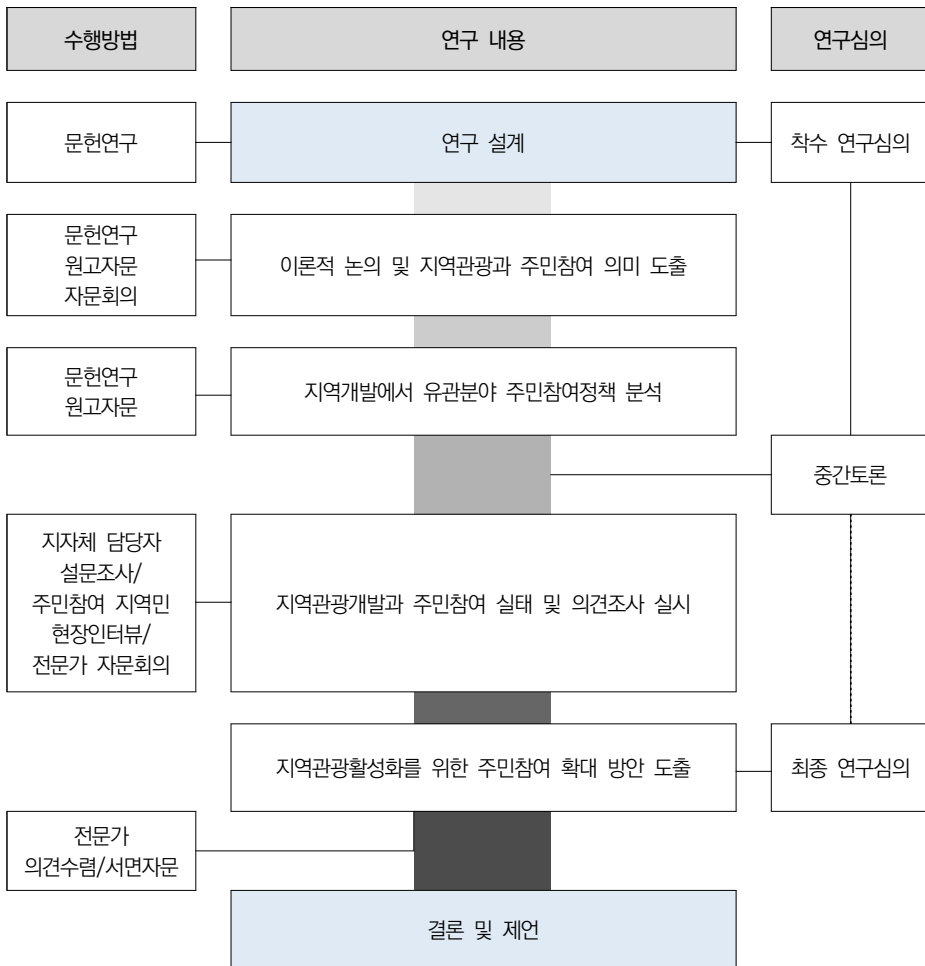 수행방법
연구 내용
연구심의
문헌연구
연구 설계
착수 연구심의
문헌연구
원고자문
자문회의
이론적 논의 및 지역관광과 주민참여 의미 도출
문헌연구
원고자문
지역개발에서 유관분야 주민참여정책 분석
중간토론
지자체 담당자
설문조사/
주민참여 지역민
현장인터뷰/
전문가 자문회의
지역관광개발과 주민참여 실태 및 의견조사 실시
지역관광활성화를 위한 주민참여 확대 방안 도출
최종 연구심의
전문가
의견수렴/서면자문
결론 및 제언